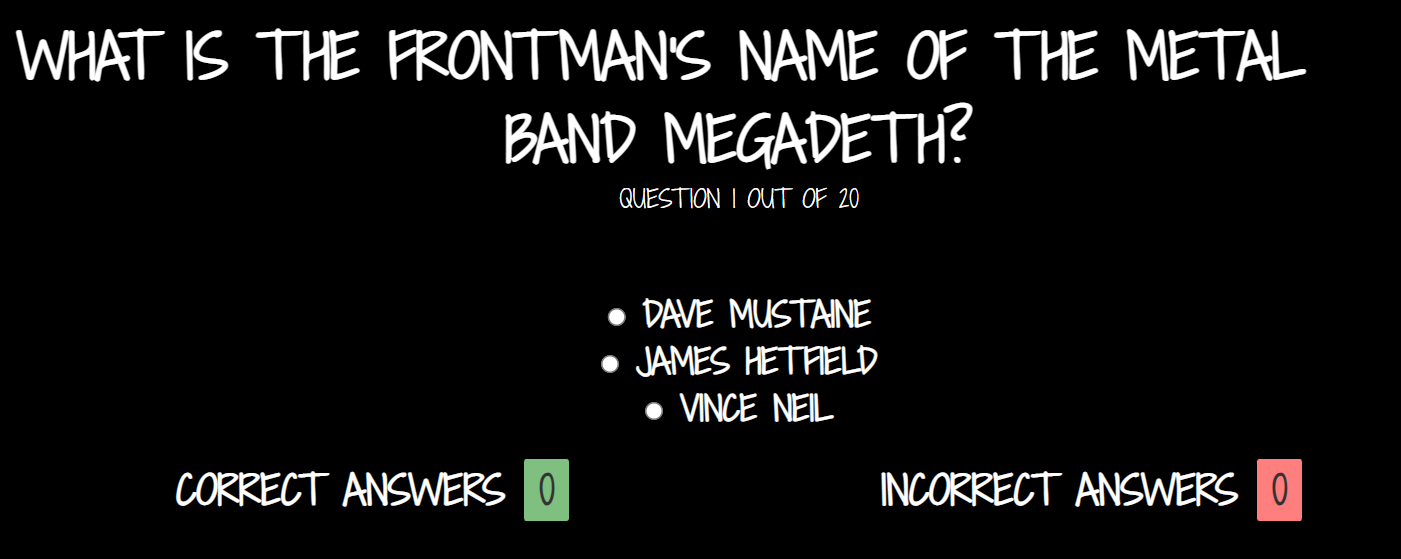 WHAT IS THE FRONTMAN'S NAME OF THE METAL
BAND MEGADETH?
QUESTION 1 OUT OF 20
DAVE MUSTAINE
JAMES HETFIELD
VINCE NEIL
CORRECT ANSWERS 0
INCORRECT ANSWERS 0